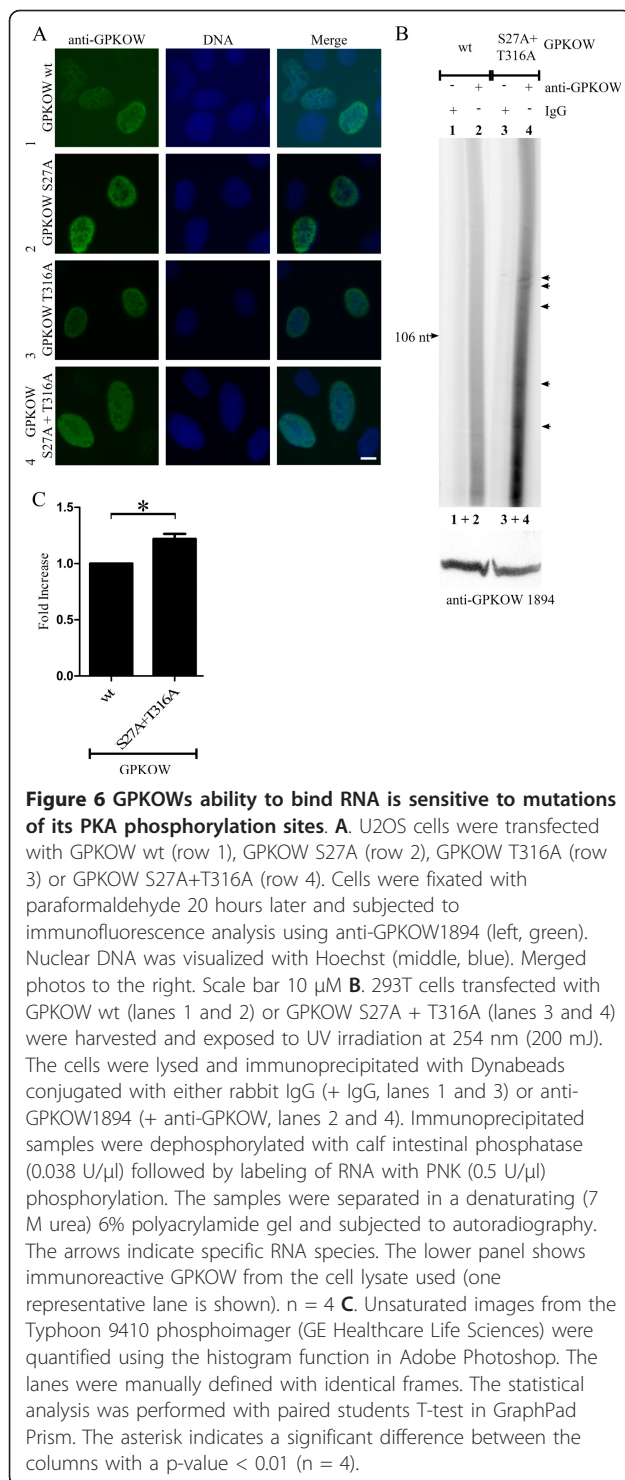 A
anti-GPKOW
DNA
Merge
GPKOW wt
1
GPKOW S27A
2
GPKOW T316A
3
GPKOW
S27A + T316A
4
B
wt
S27A+
T316A
GPKOW
- + - + anti-GPKOW
+ - + - IgG
1 2 3 4
106 nt
1 + 2 3 + 4
anti-GPKOW 1894
C
Fold Increase
1.5
1.0
0.5
0.0
*
wt
S27A+T316A
GPKOW
Figure 6 GPKOWs ability to bind RNA is sensitive to mutations
of its PKA phosphorylation sites. A. U2OS cells were transfected
with GPKOW wt (row 1), GPKOW S27A (row 2), GPKOW T316A (row
3) or GPKOW S27A+T316A (row 4). Cells were fixated with
paraformaldehyde 20 hours later and subjected to
immunofluorescence analysis using anti-GPKOW1894 (left, green).
Nuclear DNA was visualized with Hoechst (middle, blue). Merged
photos to the right. Scale bar 10 μM B. 293T cells transfected with
GPKOW wt (lanes 1 and 2) or GPKOW S27A + T316A (lanes 3 and 4)
were harvested and exposed to UV irradiation at 254 nm (200 mJ).
The cells were lysed and immunoprecipitated with Dynabeads
conjugated with either rabbit IgG (+ IgG, lanes 1 and 3) or anti-
GPKOW1894 (+ anti-GPKOW, lanes 2 and 4). Immunoprecipitated
samples were dephosphorylated with calf intestinal phosphatase
(0.038 U/μl) followed by labeling of RNA with PNK (0.5 U/μl)
phosphorylation. The samples were separated in a denaturating (7
M urea) 6% polyacrylamide gel and subjected to autoradiography.
The arrows indicate specific RNA species. The lower panel shows
immunoreactive GPKOW from the cell lysate used (one
representative lane is shown). n = 4 C. Unsaturated images from the
Typhoon 9410 phosphoimager (GE Healthcare Life Sciences) were
quantified using the histogram function in Adobe Photoshop. The
lanes were manually defined with identical frames. The statistical
analysis was performed with paired students T-test in GraphPad
Prism. The asterisk indicates a significant difference between the
columns with a p-value < 0.01 (n = 4).